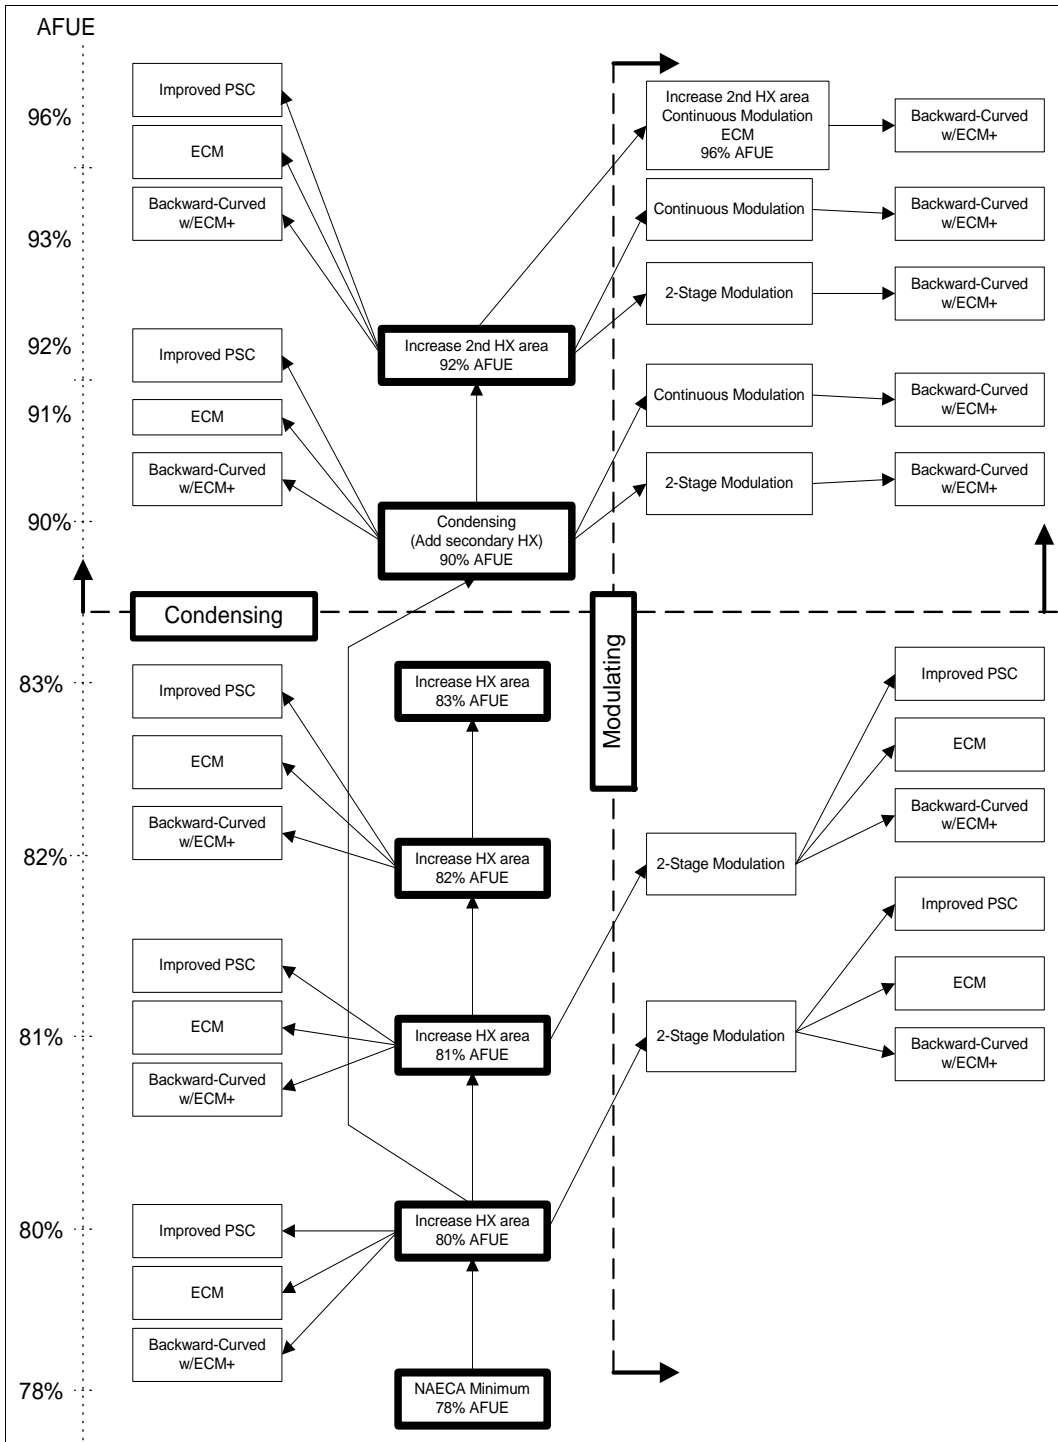 AFUE
96%
93%
92%
91%
90%
83%
82%
81%
80%
78%
Improved PSC
ECM
Backward-Curved
w/ECM+
Improved PSC
ECM
Backward-Curved
w/ECM+
Increase 2nd HX area
92% AFUE
Condensing
(Add secondary HX)
90% AFUE
Increase 2nd HX area
Continuous Modulation
ECM
96% AFUE
Backward-Curved
w/ECM+
Continuous Modulation
Backward-Curved
w/ECM+
2-Stage Modulation
Backward-Curved
w/ECM+
Continuous Modulation
Backward-Curved
w/ECM+
2-Stage Modulation
Backward-Curved
w/ECM+
Condensing
Modulating
Improved PSC
ECM
Backward-Curved
w/ECM+
Improved PSC
ECM
Backward-Curved
w/ECM+
Improved PSC
ECM
Backward-Curved
w/ECM+
Increase HX area
83% AFUE
Increase HX area
82% AFUE
Increase HX area
81% AFUE
Increase HX area
80% AFUE
NAECA Minimum
78% AFUE
2-Stage Modulation
Improved PSC
ECM
Backward-Curved
w/ECM+
2-Stage Modulation
Improved PSC
ECM
Backward-Curved
w/ECM+